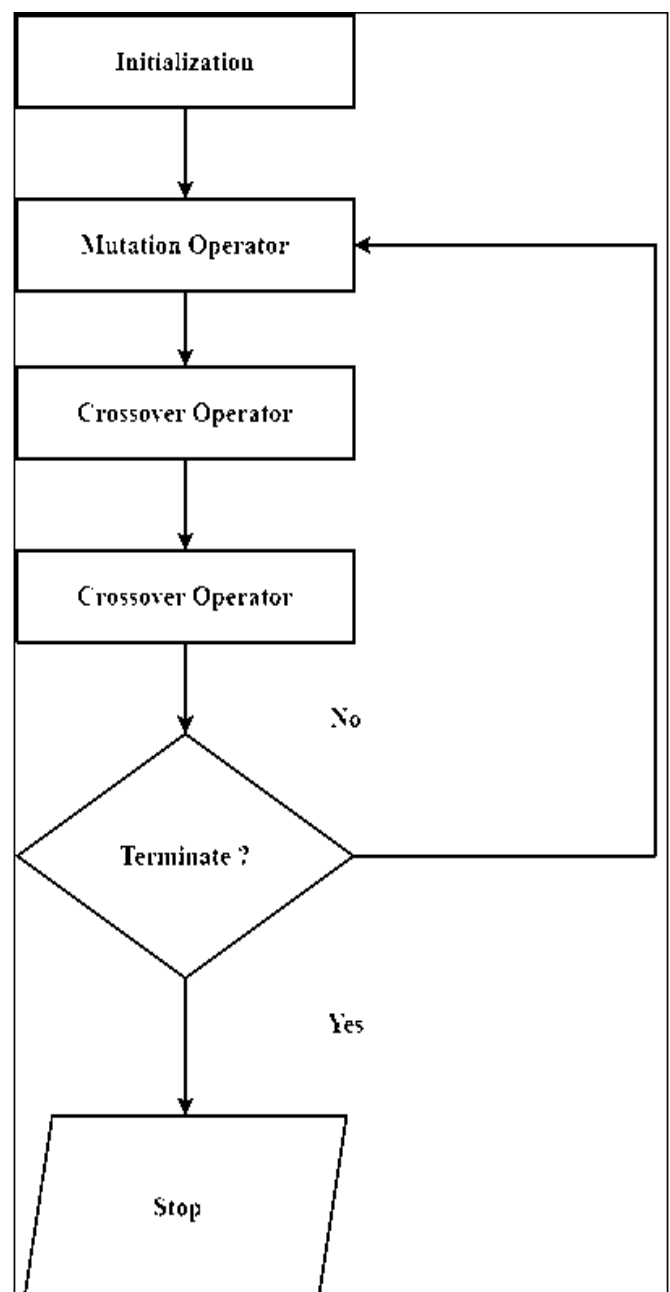 Initialization
Mutation Operator
Crossover Operator
Crossover Operator
No
Terminate ?
Yes
Stop